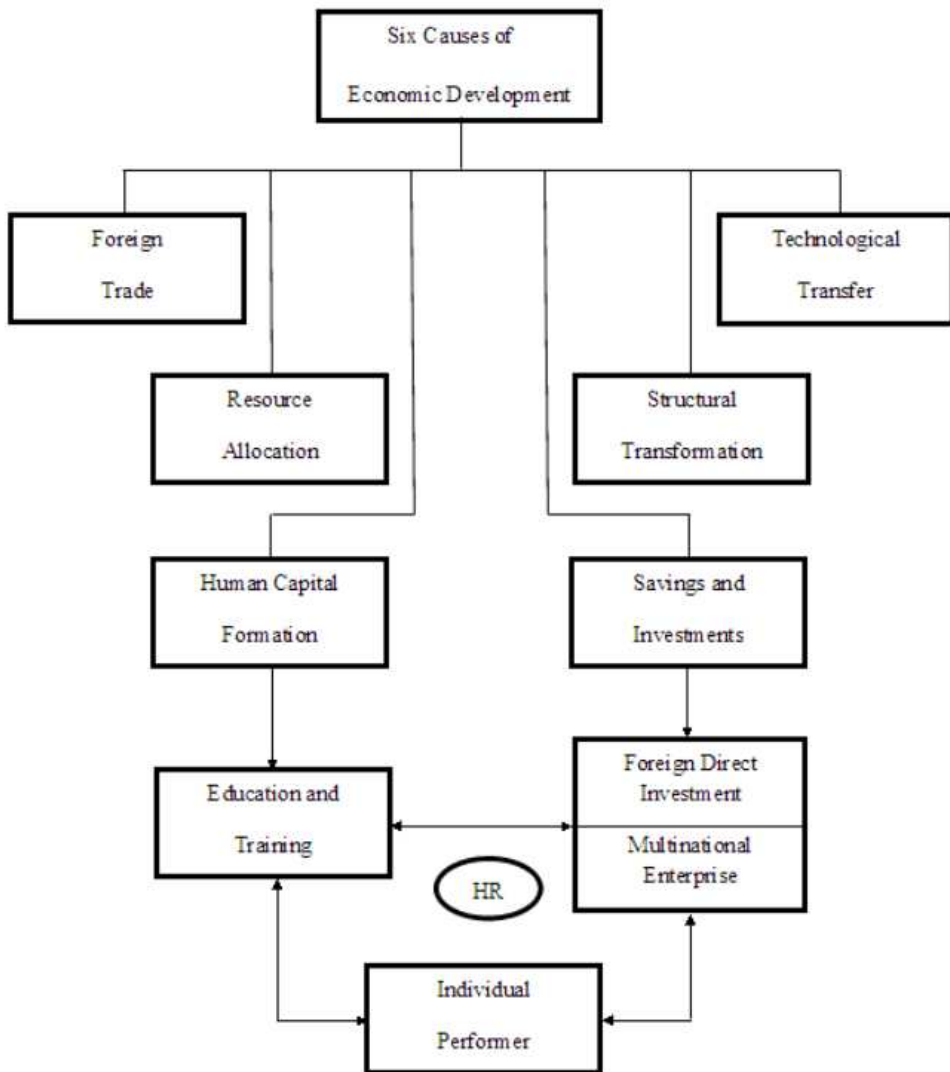 Six Causes of
Economic Development
Foreign
Trade
Technological
Transfer
Resource
Allocation
Structural
Transformation
Human Capital
Formation
Savings and
Investments
Education and
Training
Foreign Direct
Investment
Multinational
Enterprise
HR
Individual
Performer